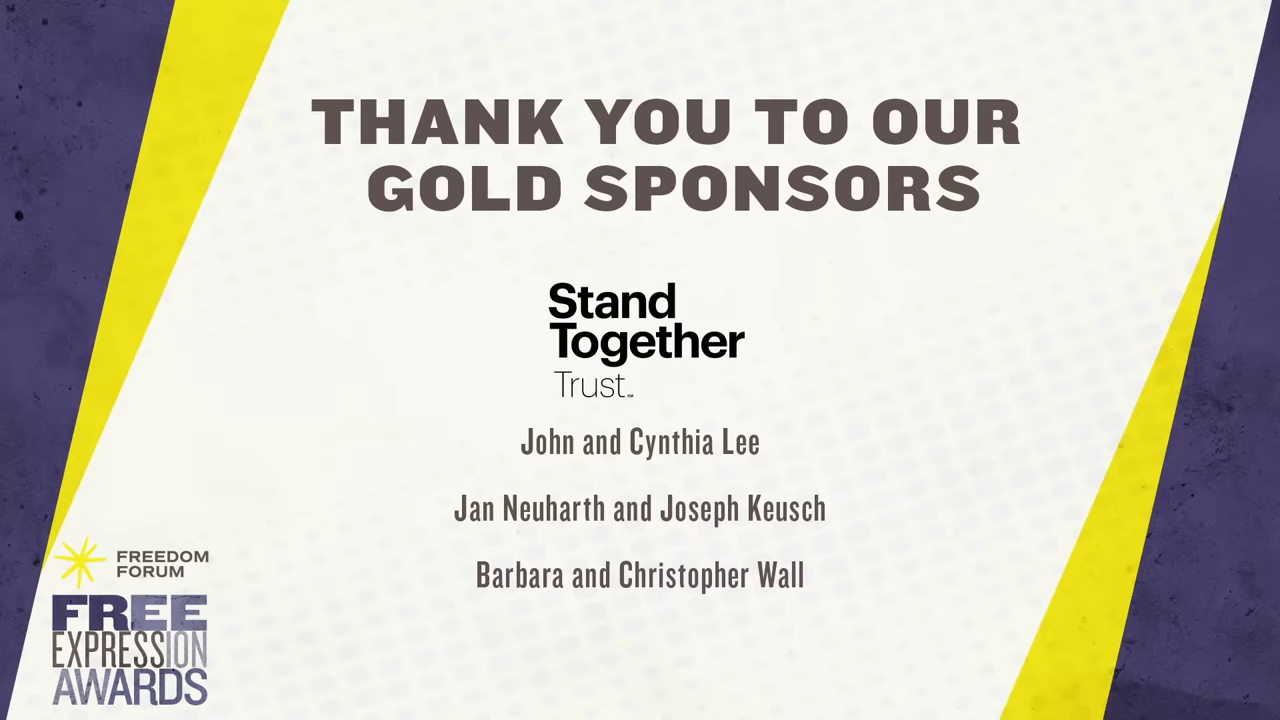 THANK YOU TO OUR
GOLD SPONSORS
Stand
Together
Trust℠
John and Cynthia Lee
Jan Neuharth and Joseph Keusch
Barbara and Christopher Wall
FREEDOM
FORUM
FREE
EXPRESSION
AWARDS